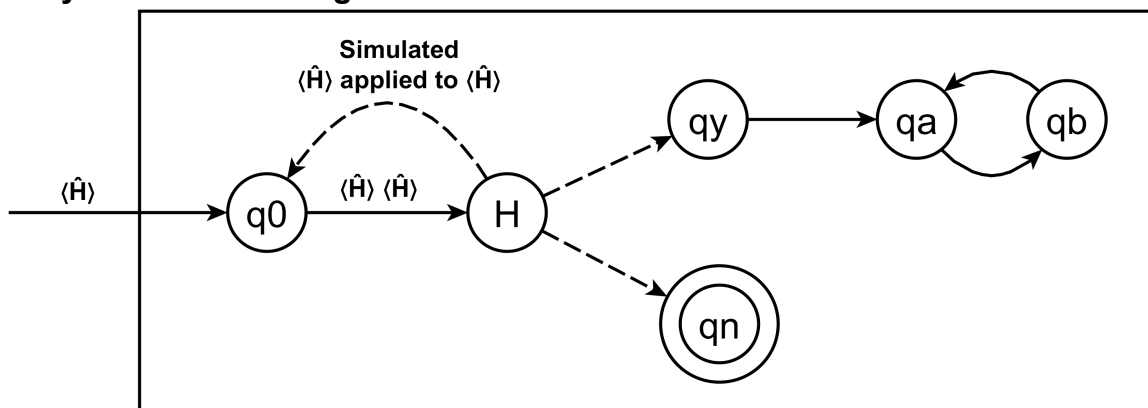 Simulated
⟨Ĥ⟩ applied to ⟨Ĥ⟩
qy
qa
qb
⟨Ĥ⟩
q0
⟨Ĥ⟩ ⟨Ĥ⟩
H
qn